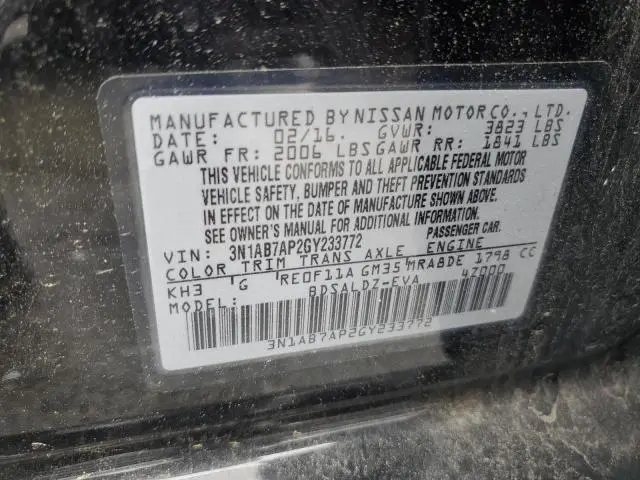 MANUFACTURED BY NISSAN MOTOR CO., LTD.
DATE: 02/16. GVWR: 3823 LBS
GAWR FR: 2006 LBS GAWR RR: 1841 LBS
THIS VEHICLE CONFORMS TO ALL APPLICABLE FEDERAL MOTOR
VEHICLE SAFETY, BUMPER AND THEFT PREVENTION STANDARDS
IN EFFECT ON THE DATE OF MANUFACTURE SHOWN ABOVE.
SEE OWNER'S MANUAL FOR ADDITIONAL INFORMATION.
VIN: 3N1AB7AP2GY233772 PASSENGER CAR.
COLOR TRIM TRANS AXLE ENGINE
KH3 G RE0F11A GM35 MRA8DE 1798 CC
MODEL: BDSALDZ-EVA 4Z000
3N1AB7AP2GY233772